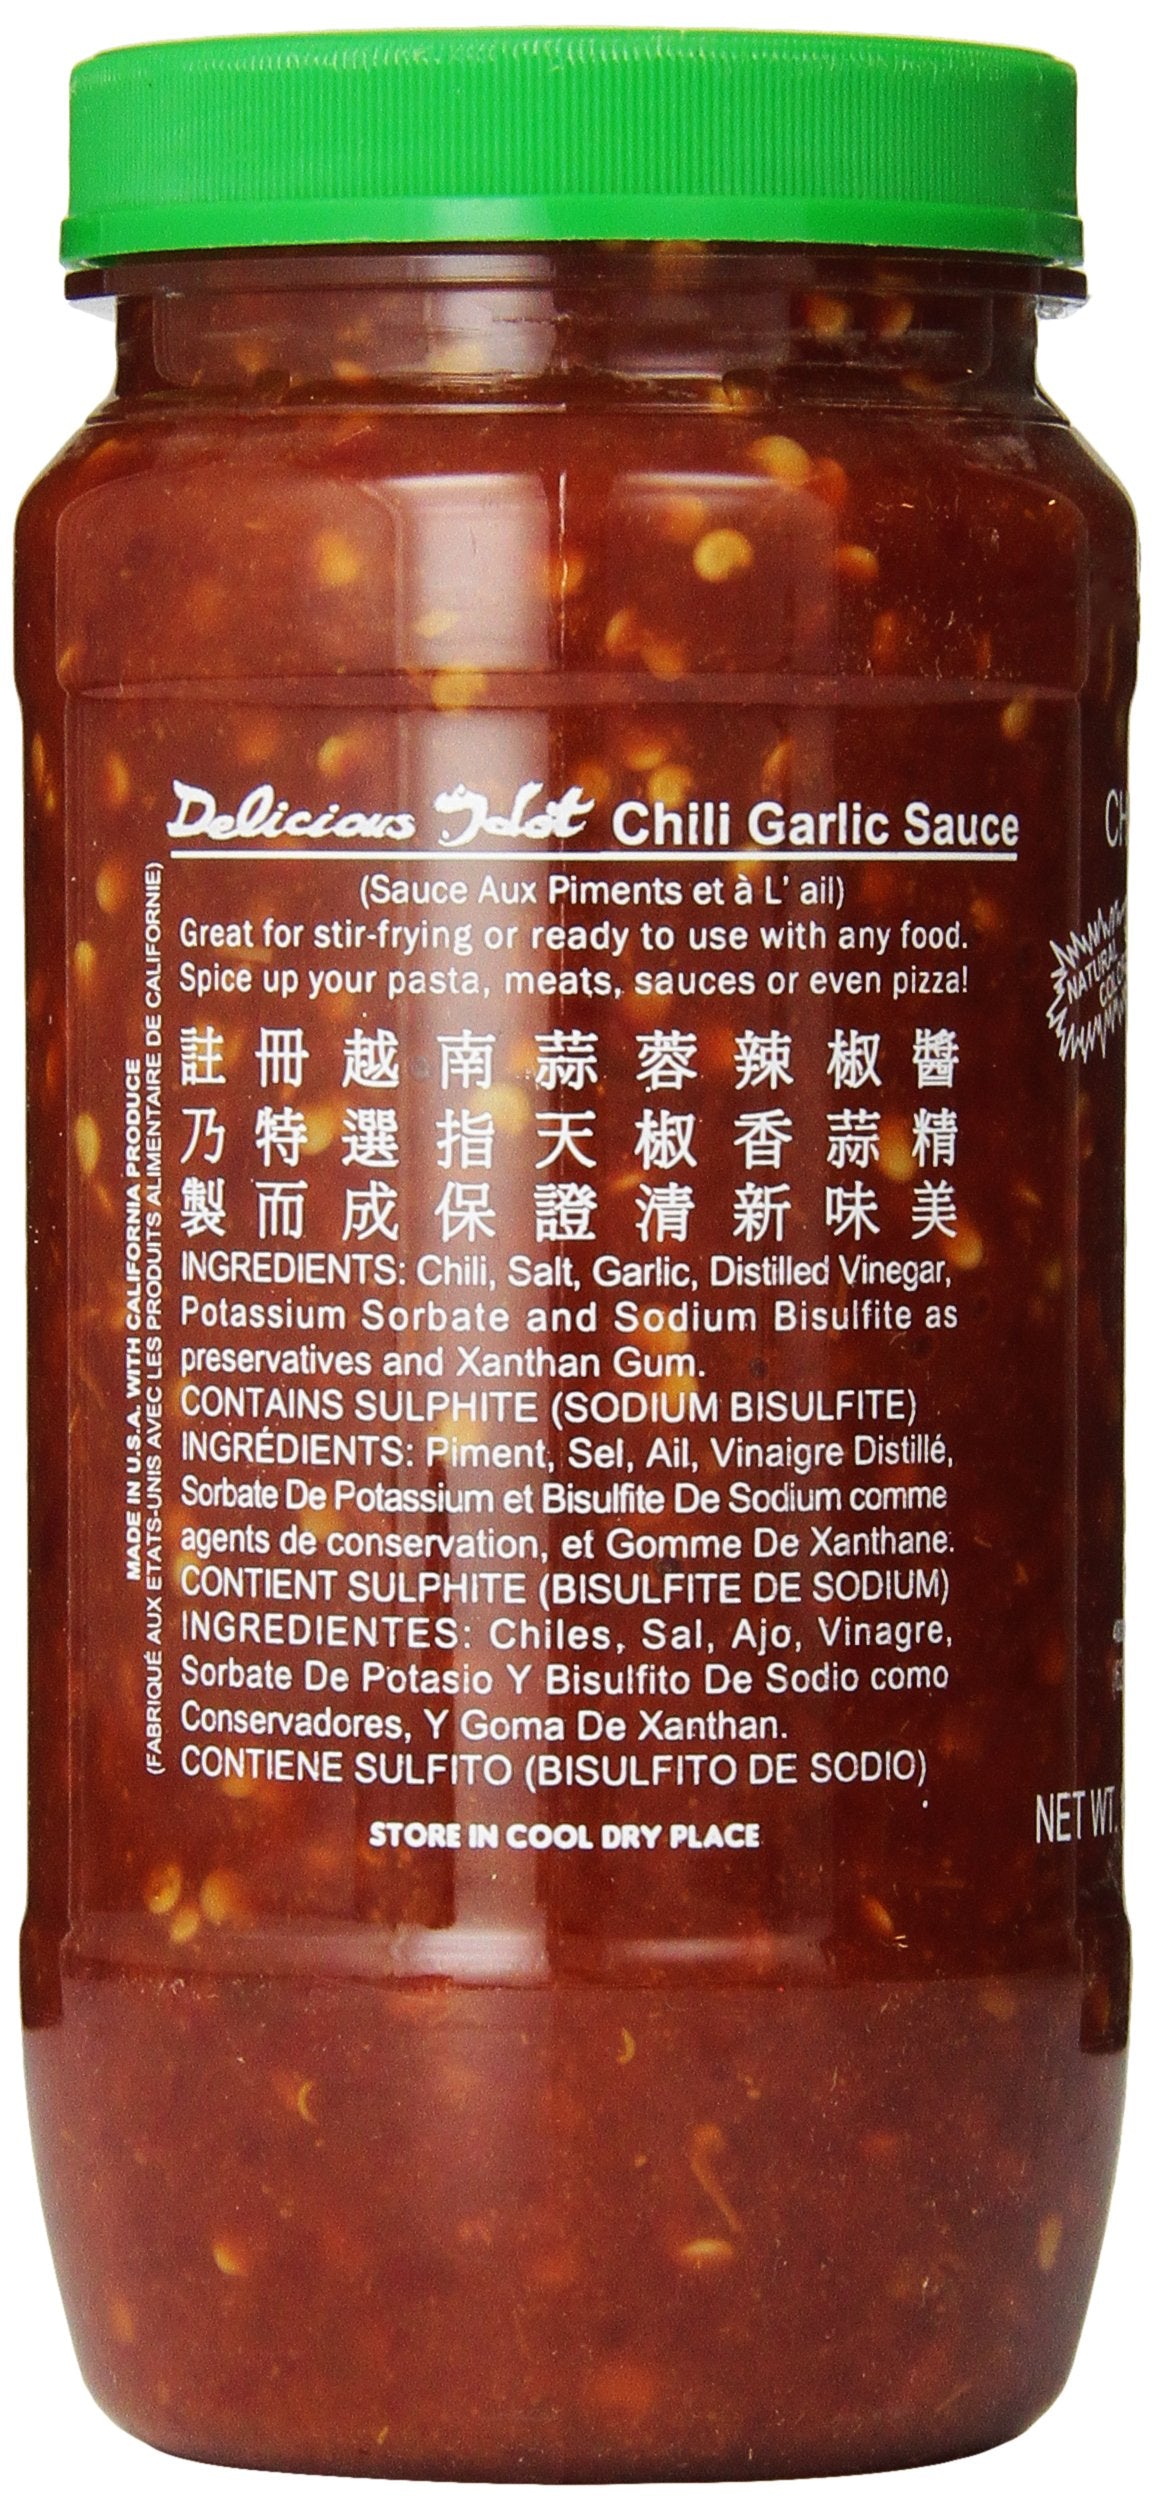 Delicious Hot Chili Garlic Sauce
(Sauce Aux Piments et à L' ail)
Great for stir-frying or ready to use with any food.
Spice up your pasta, meats, sauces or even pizza!
註冊越南蒜蓉辣椒醬
乃特選指天椒香蒜精
製而成保證清新味美
INGREDIENTS: Chili, Salt, Garlic, Distilled Vinegar,
Potassium Sorbate and Sodium Bisulfite as
preservatives and Xanthan Gum.
CONTAINS SULPHITE (SODIUM BISULFITE)
INGRÉDIENTS: Piment, Sel, Ail, Vinaigre Distillé,
Sorbate De Potassium et Bisulfite De Sodium comme
agents de conservation, et Gomme De Xanthane.
CONTIENT SULPHITE (BISULFITE DE SODIUM)
INGREDIENTES: Chiles, Sal, Ajo, Vinagre,
Sorbate De Potasio Y Bisulfito De Sodio como
Conservadores, Y Goma De Xanthan.
CONTIENE SULFITO (BISULFITO DE SODIO)
STORE IN COOL DRY PLACE
MADE IN U.S.A. WITH CALIFORNIA PRODUCE
(FABRIQUÉ AUX ETATS-UNIS AVEC LES PRODUITS ALIMENTAIRE DE CALIFORNIE)
NATURAL
NET WT.